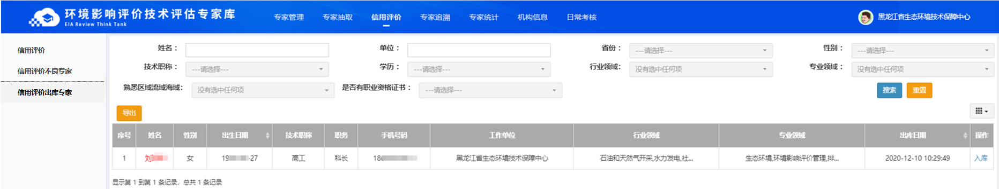 环境影响评价技术评估专家库
EIA Review Think Tank
专家管理 专家抽取 信用评价 专家追溯 专家统计 机构信息 日常考核
黑龙江省生态环境技术保障中心
信用评价
信用评价不良专家
信用评价出库专家
姓名： 单位： 省份： ---请选择--- 性别： ---请选择---
技术职称： ---请选择--- 学历： ---请选择--- 行业领域： 没有选中任何项 专业领域： 没有选中任何项
熟悉区域流域海域： 没有选中任何项 是否有职业资格证书： ---请选择--- 搜索 重置
导出
序号 姓名 性别 出生日期 技术职称 职务 手机号码 工作单位 行业领域 专业领域 出库日期 操作
1 刘 女 19 -27 高工 科长 18 黑龙江省生态环境技术保障中心 石油和天然气开采,水力发电,社... 生态环境,环境影响评价管理,排... 2020-12-10 10:29:49 入库
显示第 1 到第 1 条记录，总共 1 条记录